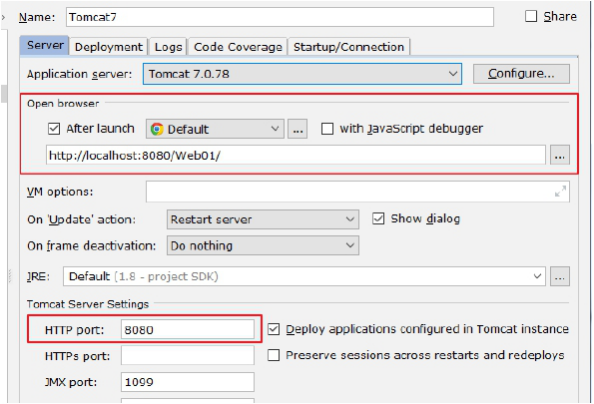 Name: Tomcat7 Share
Server Deployment Logs Code Coverage Startup/Connection
Application server: Tomcat 7.0.78 Configure...
Open browser
After launch Default ... with JavaScript debugger
http://localhost:8080/Web01/ ...
VM options:
On 'Update' action: Restart server Show dialog
On frame deactivation: Do nothing
JRE: Default (1.8 - project SDK) ...
Tomcat Server Settings
HTTP port: 8080 Deploy applications configured in Tomcat instance
HTTPs port: Preserve sessions across restarts and redeploys
JMX port: 1099